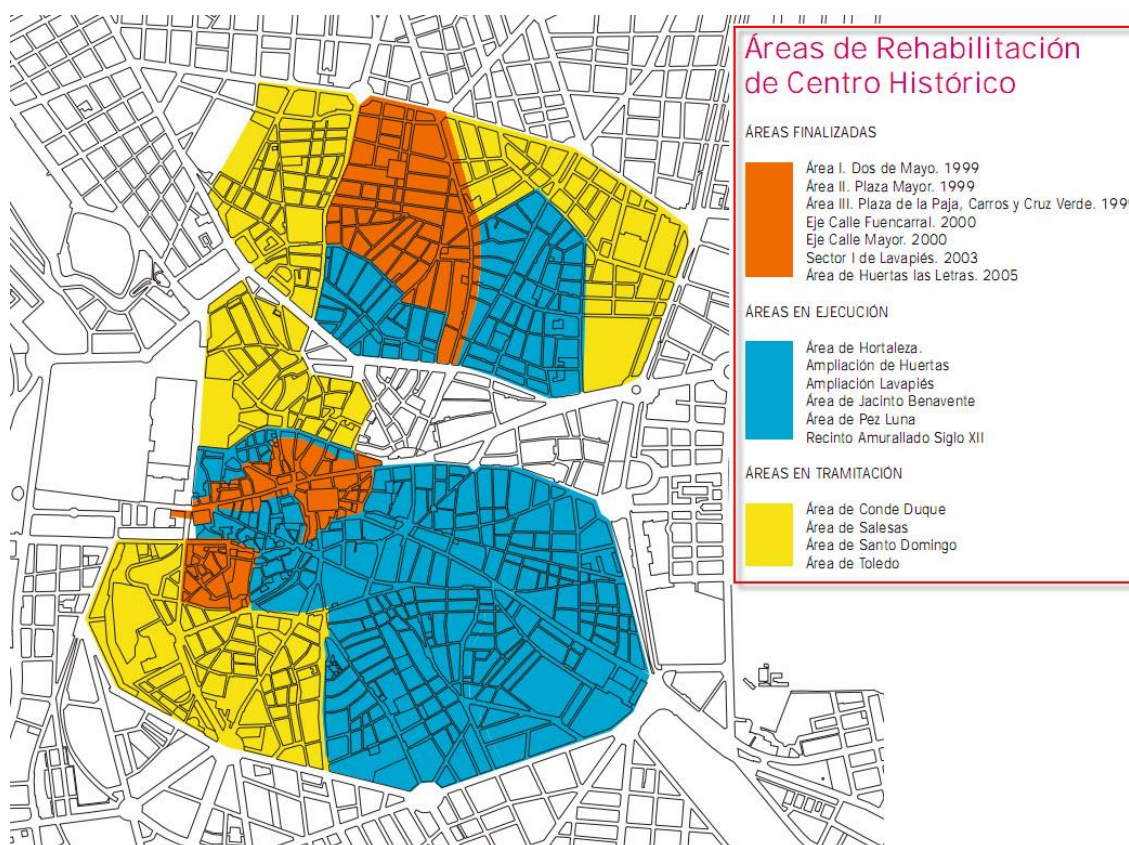 Áreas de Rehabilitación
de Centro Histórico
ÁREAS FINALIZADAS
Área I. Dos de Mayo. 1999
Área II. Plaza Mayor. 1999
Área III. Plaza de la Paja, Carros y Cruz Verde. 1999
Eje Calle Fuencarral. 2000
Eje Calle Mayor. 2000
Sector I de Lavapiés. 2003
Área de Huertas las Letras. 2005
ÁREAS EN EJECUCIÓN
Área de Hortaleza.
Ampliación de Huertas
Ampliación Lavapiés
Área de Jacinto Benavente
Área de Pez Luna
Recinto Amurallado Siglo XII
ÁREAS EN TRAMITACIÓN
Área de Conde Duque
Área de Salesas
Área de Santo Domingo
Área de Toledo